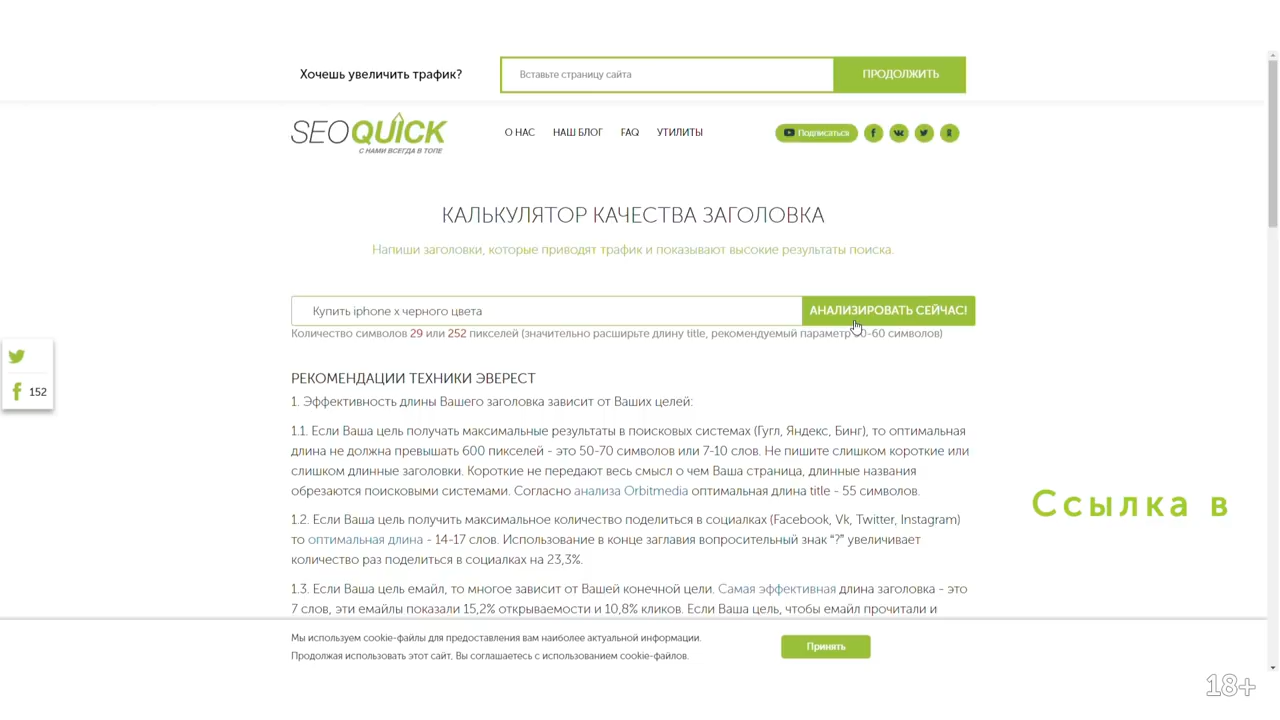 Хочешь увеличить трафик?
Вставьте страницу сайта
ПРОДОЛЖИТЬ
SEOQUICK
С НАМИ ВСЕГДА В ТОПЕ
О НАС НАШ БЛОГ FAQ УТИЛИТЫ
Подписаться
КАЛЬКУЛЯТОР КАЧЕСТВА ЗАГОЛОВКА
Напиши заголовки, которые приводят трафик и показывают высокие результаты поиска.
Купить iphone x черного цвета
АНАЛИЗИРОВАТЬ СЕЙЧАС!
Количество символов 29 или 252 пикселей (значительно расширьте длину title, рекомендуемый параметр 50-60 символов)
152
РЕКОМЕНДАЦИИ ТЕХНИКИ ЭВЕРЕСТ
1. Эффективность длины Вашего заголовка зависит от Ваших целей:
1.1. Если Ваша цель получать максимальные результаты в поисковых системах (Гугл, Яндекс, Бинг), то оптимальная
длина не должна превышать 600 пикселей - это 50-70 символов или 7-10 слов. Не пишите слишком короткие или
слишком длинные заголовки. Короткие не передают весь смысл о чем Ваша страница, длинные названия
обрезаются поисковыми системами. Согласно анализа Orbitmedia оптимальная длина title - 55 символов.
1.2. Если Ваша цель получить максимальное количество поделиться в социалках (Facebook, Vk, Twitter, Instagram)
то оптимальная длина - 14-17 слов. Использование в конце заглавия вопросительный знак “?” увеличивает
количество раз поделиться в социалках на 23,3%.
1.3. Если Ваша цель емайл, то многое зависит от Вашей конечной цели. Самая эффективная длина заголовка - это
7 слов, эти емайлы показали 15,2% открываемости и 10,8% кликов. Если Ваша цель, чтобы емайл прочитали и
Ссылка в
Мы используем cookie-файлы для предоставления вам наиболее актуальной информации.
Продолжая использовать этот сайт, Вы соглашаетесь с использованием cookie-файлов.
Принять
18+